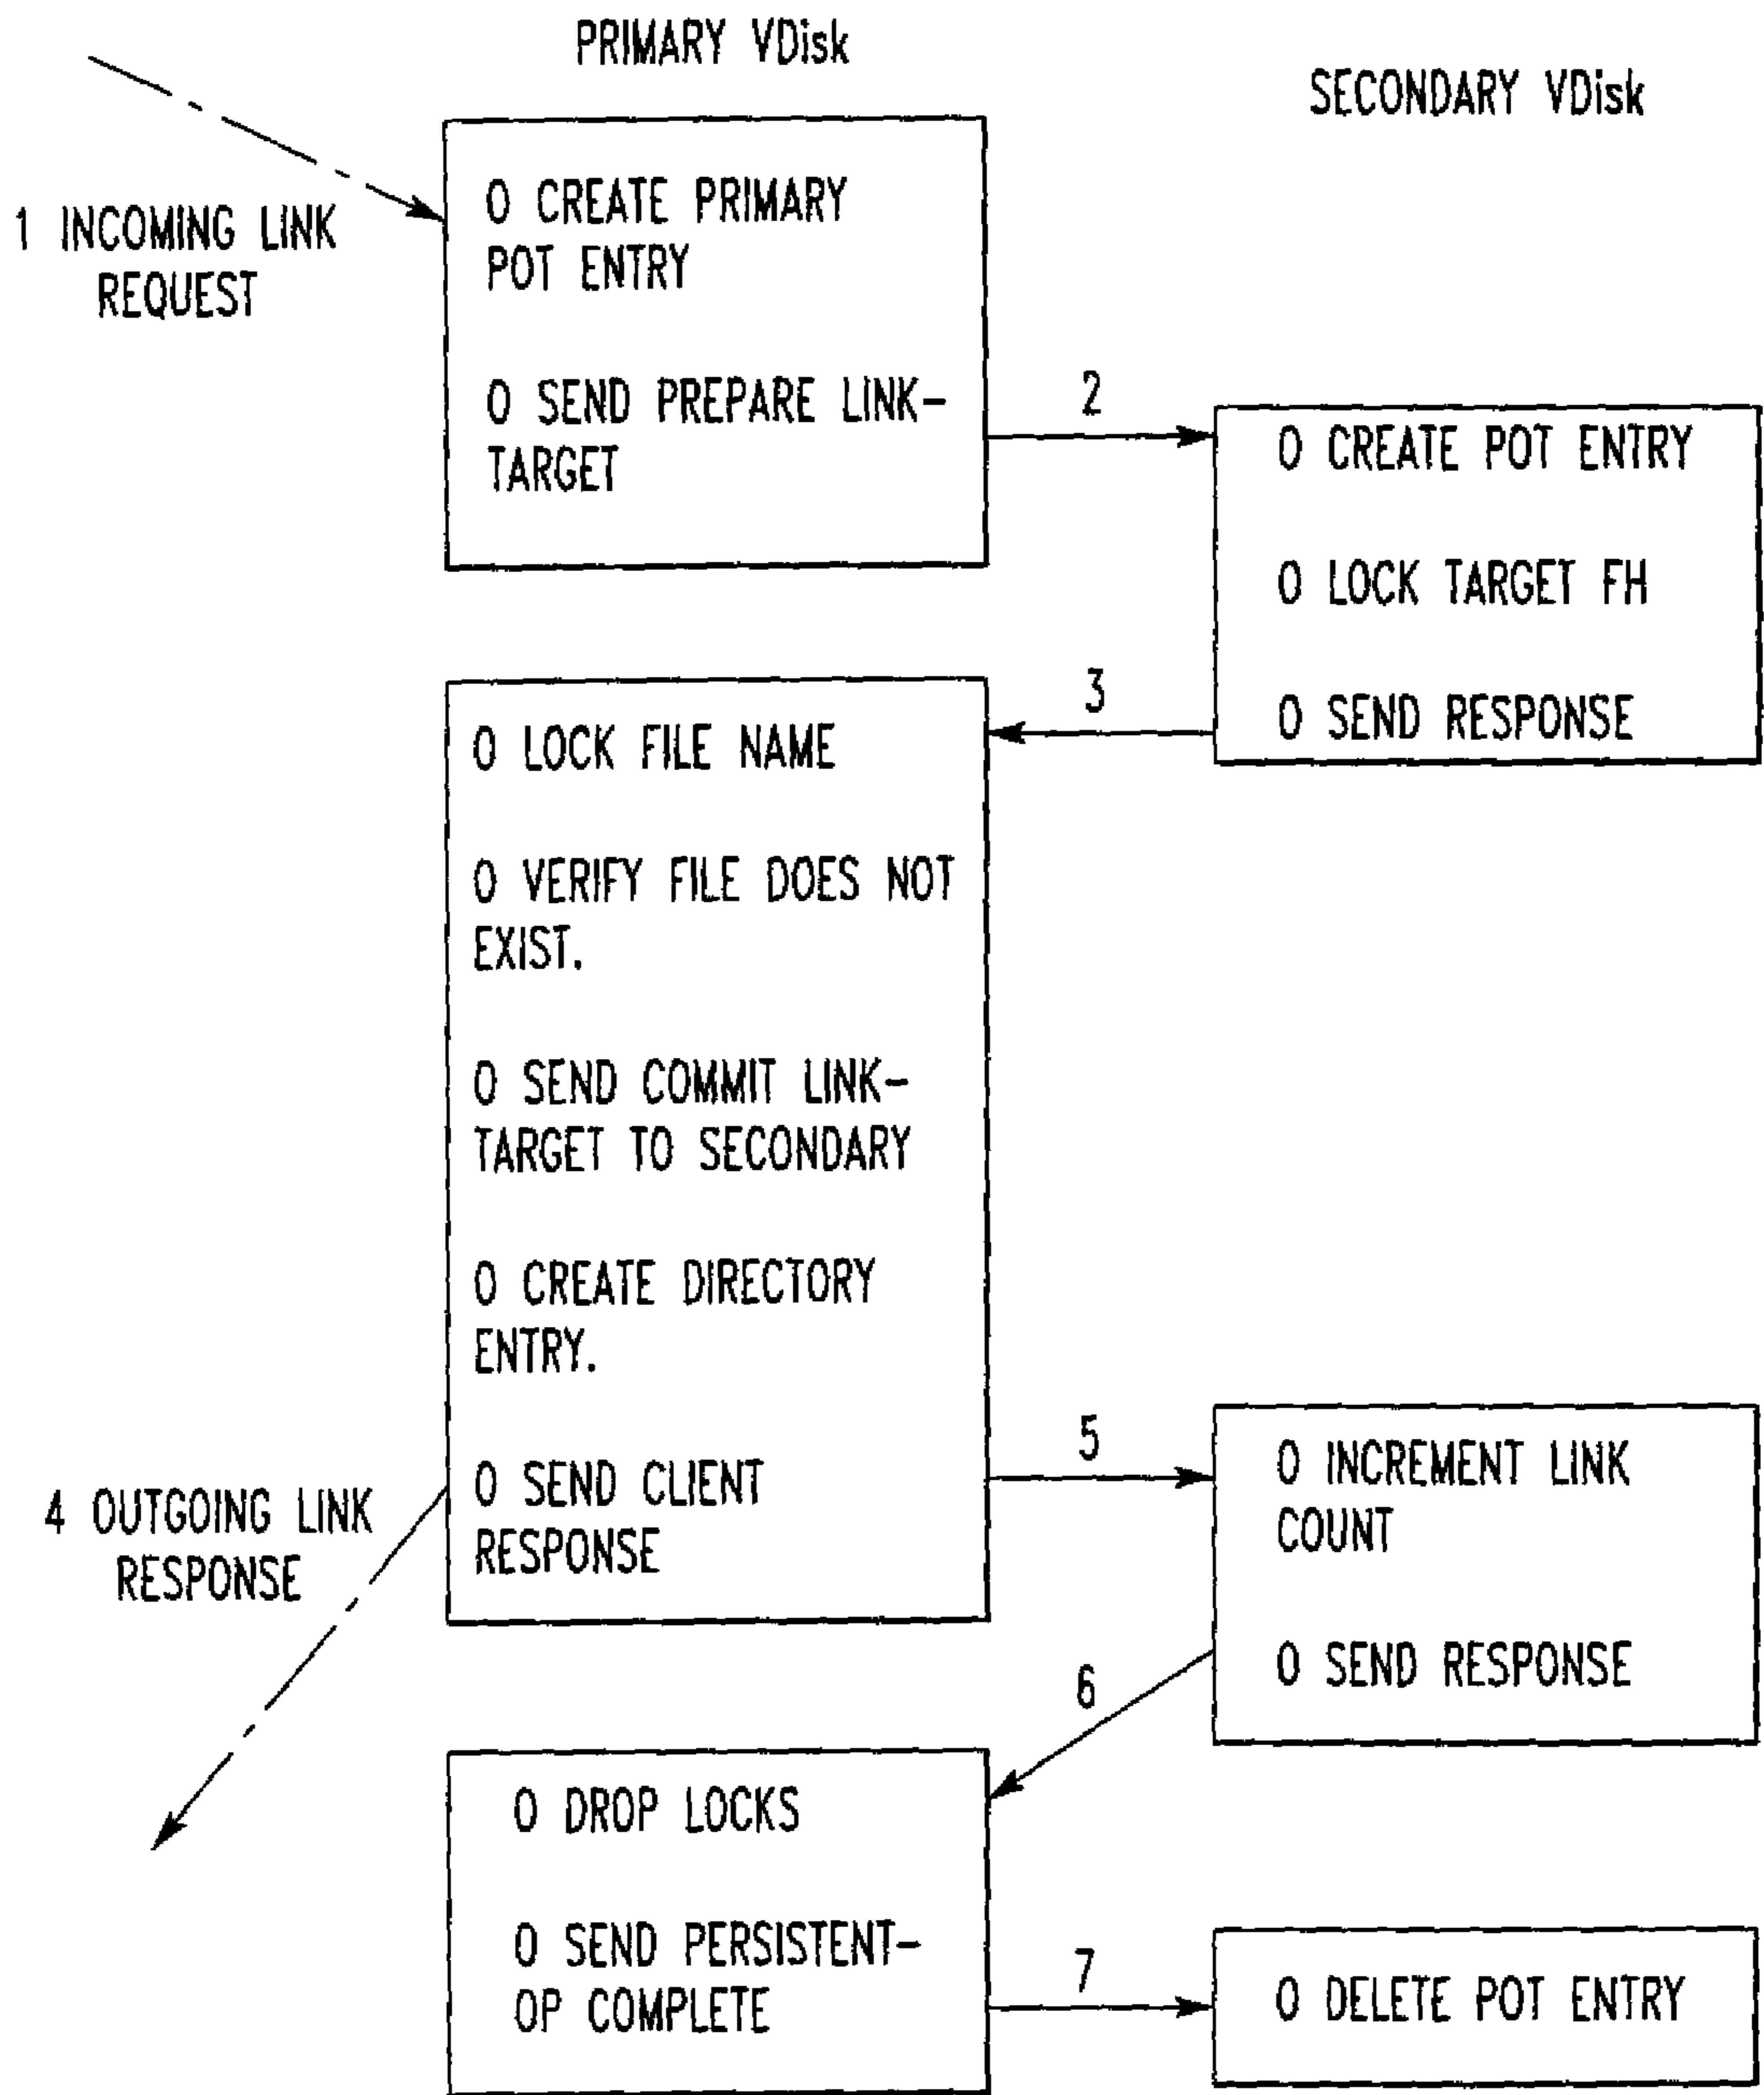 PRIMARY VDisk
SECONDARY VDisk
1 INCOMING LINK
REQUEST
O CREATE PRIMARY
POT ENTRY
O SEND PREPARE LINK-
TARGET
2
O CREATE POT ENTRY
O LOCK TARGET FH
O SEND RESPONSE
3
O LOCK FILE NAME
O VERIFY FILE DOES NOT
EXIST.
O SEND COMMIT LINK-
TARGET TO SECONDARY
O CREATE DIRECTORY
ENTRY.
O SEND CLIENT
RESPONSE
4 OUTGOING LINK
RESPONSE
5
O INCREMENT LINK
COUNT
O SEND RESPONSE
6
O DROP LOCKS
O SEND PERSISTENT-
OP COMPLETE
7
O DELETE POT ENTRY